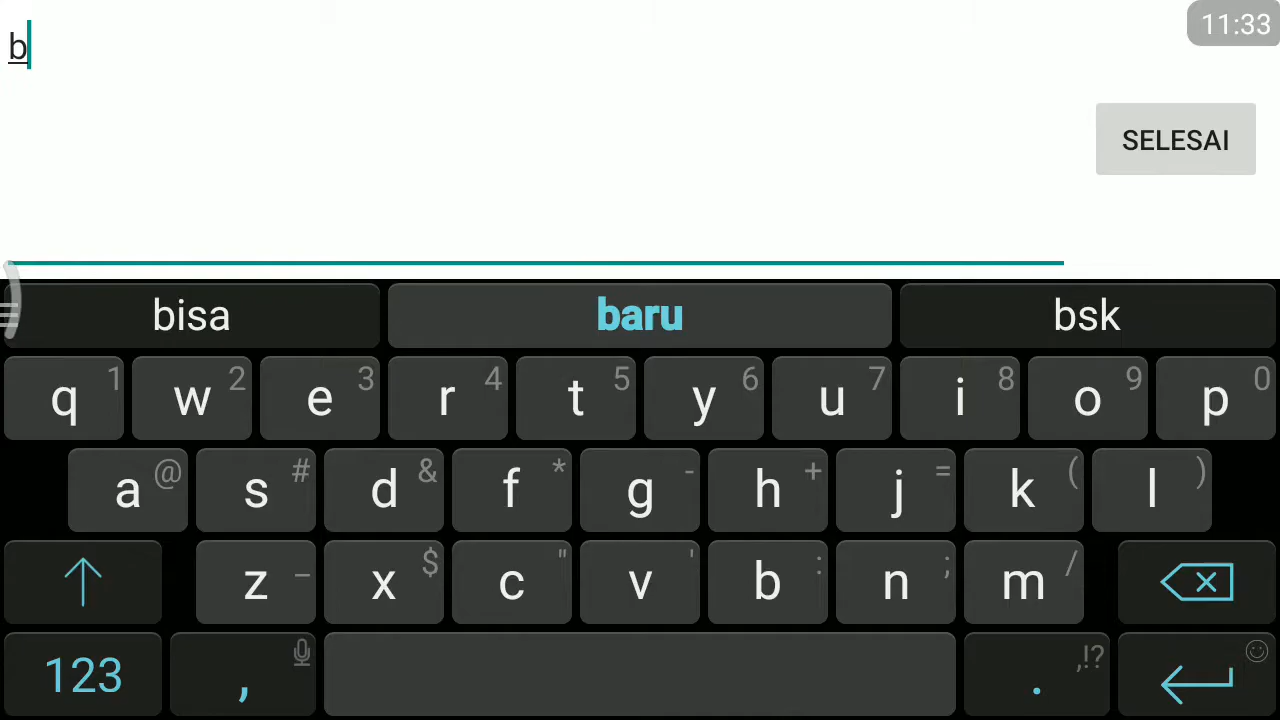 b
11:33
SELESAI
bisa baru bsk
q 1 w 2 e 3 r 4 t 5 y 6 u 7 i 8 o 9 p 0
a @ s # d & f * g - h + j = k ( l )
z _ x $ c " v ' b : n ; m /
123 , . ,!?